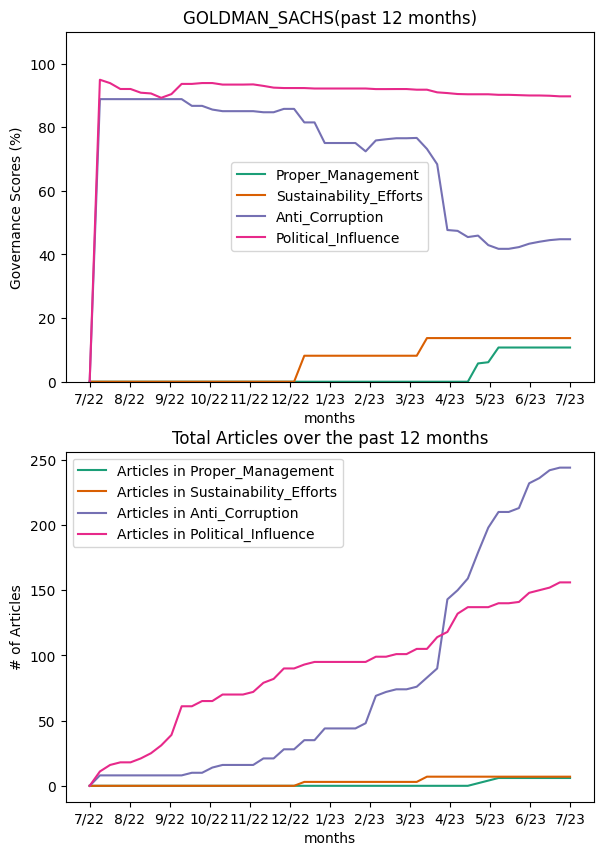 GOLDMAN_SACHS(past 12 months)
Governance Scores (%)
100
80
60
40
20
0
Proper_Management
Sustainability_Efforts
Anti_Corruption
Political_Influence
7/22 8/22 9/22 10/22 11/22 12/22 1/23 2/23 3/23 4/23 5/23 6/23 7/23
months
Total Articles over the past 12 months
# of Articles
250
200
150
100
50
0
Articles in Proper_Management
Articles in Sustainability_Efforts
Articles in Anti_Corruption
Articles in Political_Influence
7/22 8/22 9/22 10/22 11/22 12/22 1/23 2/23 3/23 4/23 5/23 6/23 7/23
months